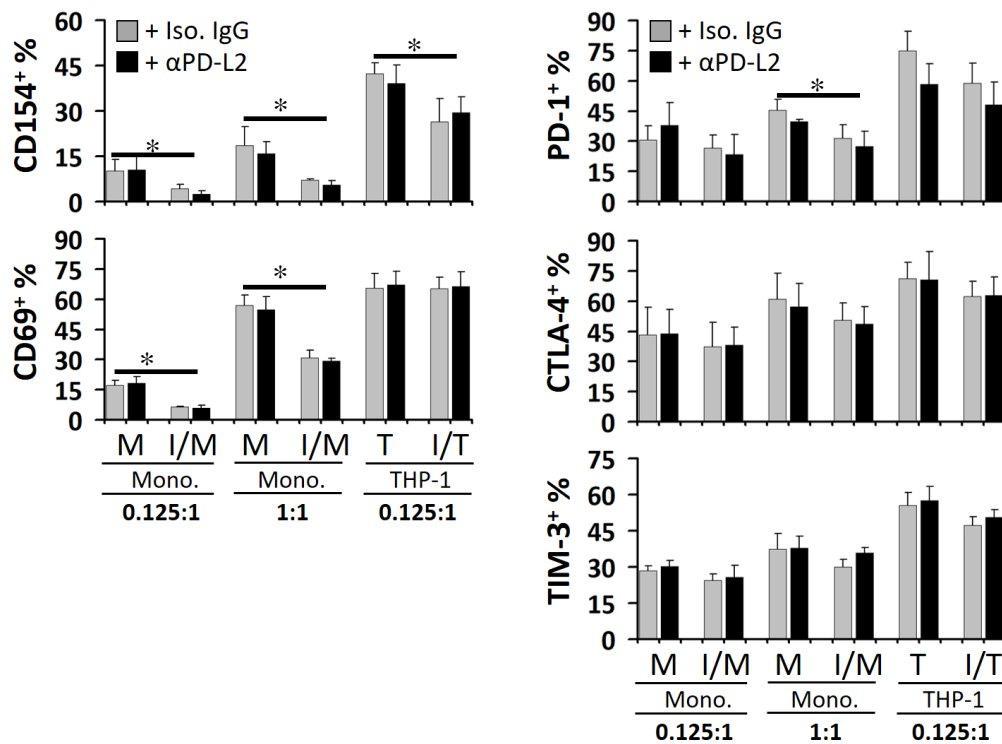 60
45
30
15
0
CD154⁺ %
+ Iso. IgG
+ αPD-L2
*
*
*
90
75
60
45
30
15
0
CD69⁺ %
*
*
M I/M M I/M T I/T
Mono. Mono. THP-1
0.125:1 1:1 0.125:1
90
75
60
45
30
15
0
PD-1⁺ %
+ Iso. IgG
+ αPD-L2
*
90
75
60
45
30
15
0
CTLA-4⁺ %
75
60
45
30
15
0
TIM-3⁺ %
M I/M M I/M T I/T
Mono. Mono. THP-1
0.125:1 1:1 0.125:1